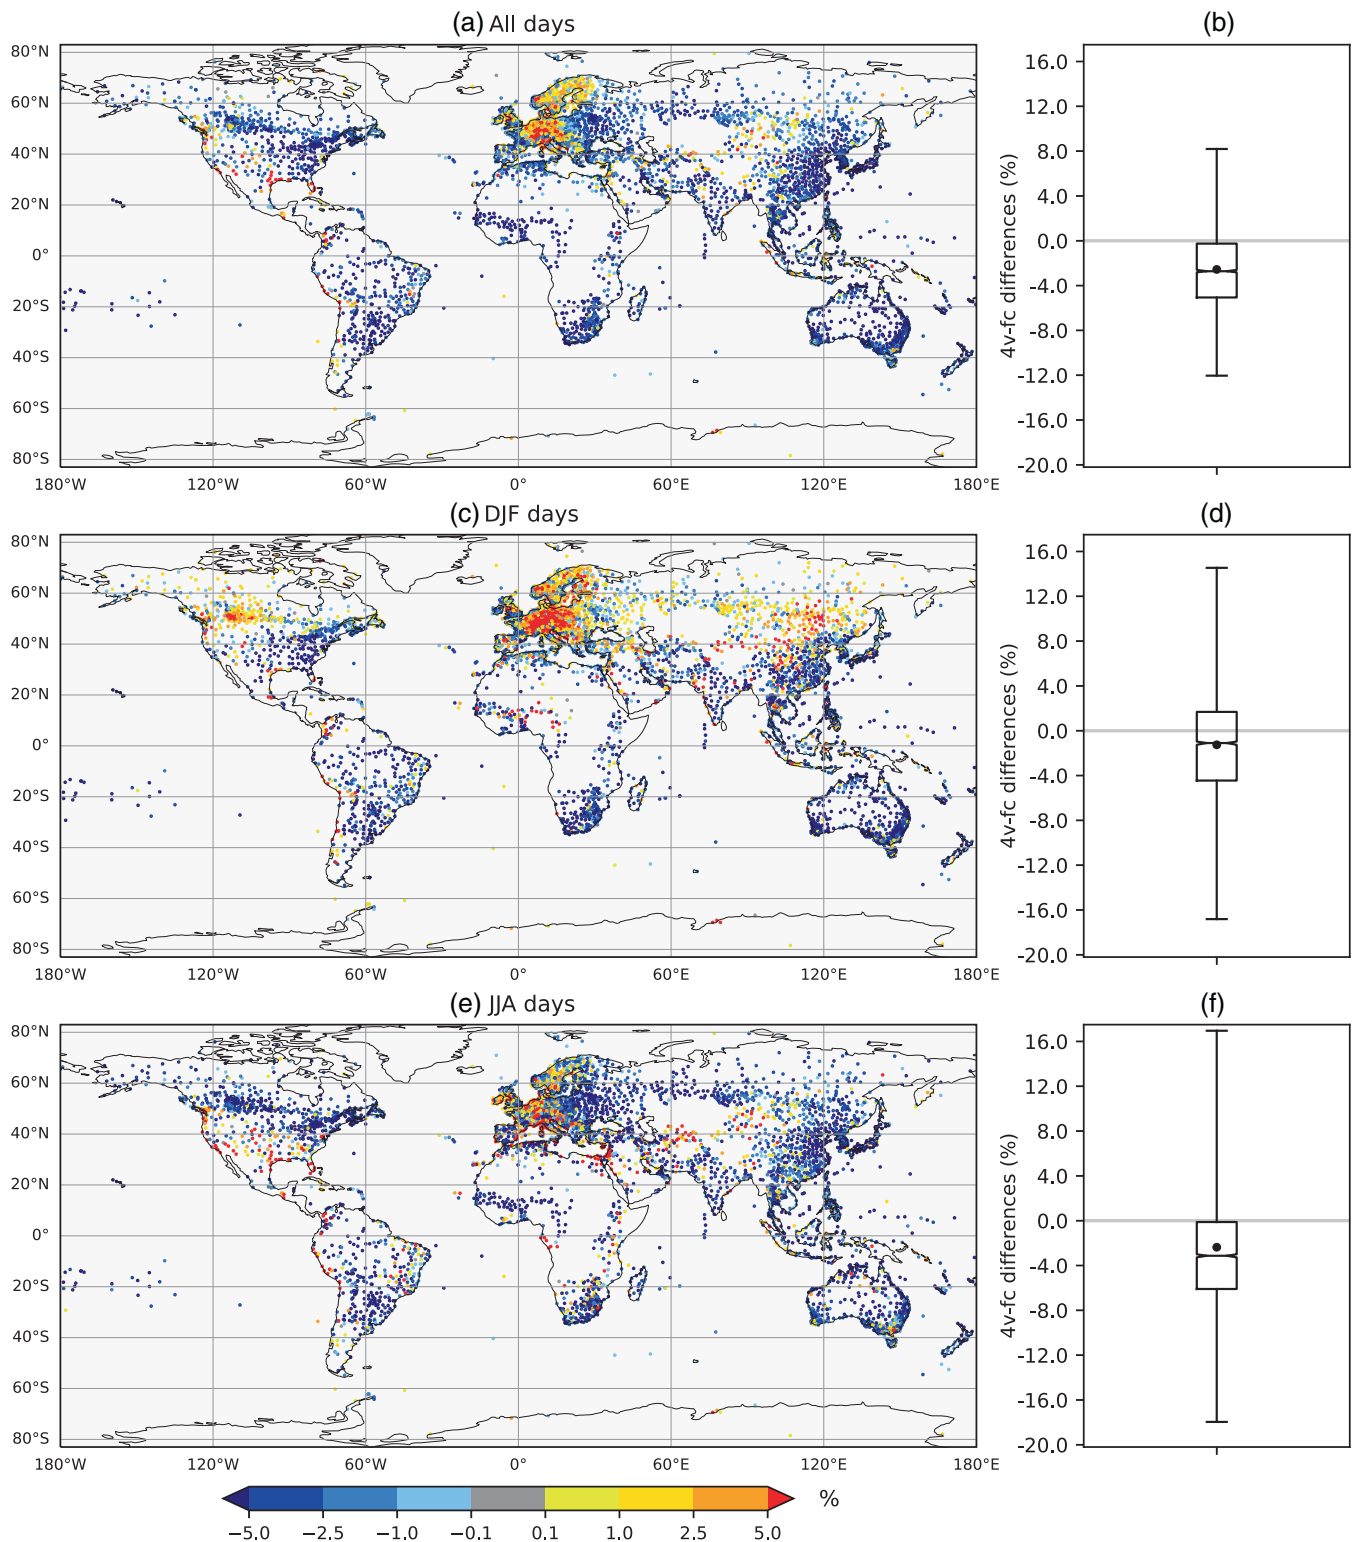 (a) All days
(b)
80°N
60°N
40°N
20°N
0°
20°S
40°S
60°S
80°S
180°W 120°W 60°W 0° 60°E 120°E 180°E
4v-fc differences (%)
16.0
12.0
8.0
4.0
0.0
-4.0
-8.0
-12.0
-16.0
-20.0
(c) DJF days
(d)
80°N
60°N
40°N
20°N
0°
20°S
40°S
60°S
80°S
180°W 120°W 60°W 0° 60°E 120°E 180°E
4v-fc differences (%)
16.0
12.0
8.0
4.0
0.0
-4.0
-8.0
-12.0
-16.0
-20.0
(e) JJA days
(f)
80°N
60°N
40°N
20°N
0°
20°S
40°S
60°S
80°S
180°W 120°W 60°W 0° 60°E 120°E 180°E
4v-fc differences (%)
16.0
12.0
8.0
4.0
0.0
-4.0
-8.0
-12.0
-16.0
-20.0
%
−5.0 −2.5 −1.0 −0.1 0.1 1.0 2.5 5.0